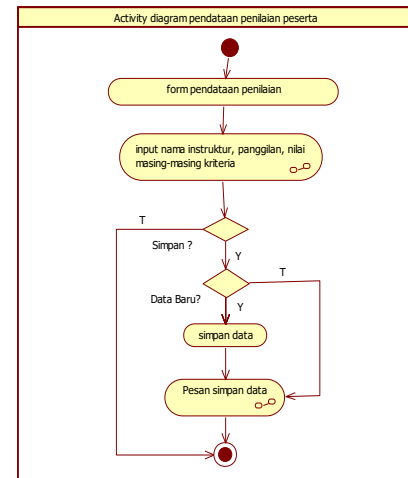 Activity diagram pendataan penilaian peserta
form pendataan penilaian
input nama instruktur, panggilan, nilai
masing-masing kriteria
T
Simpan ?
Y
T
Data Baru?
Y
simpan data
Pesan simpan data